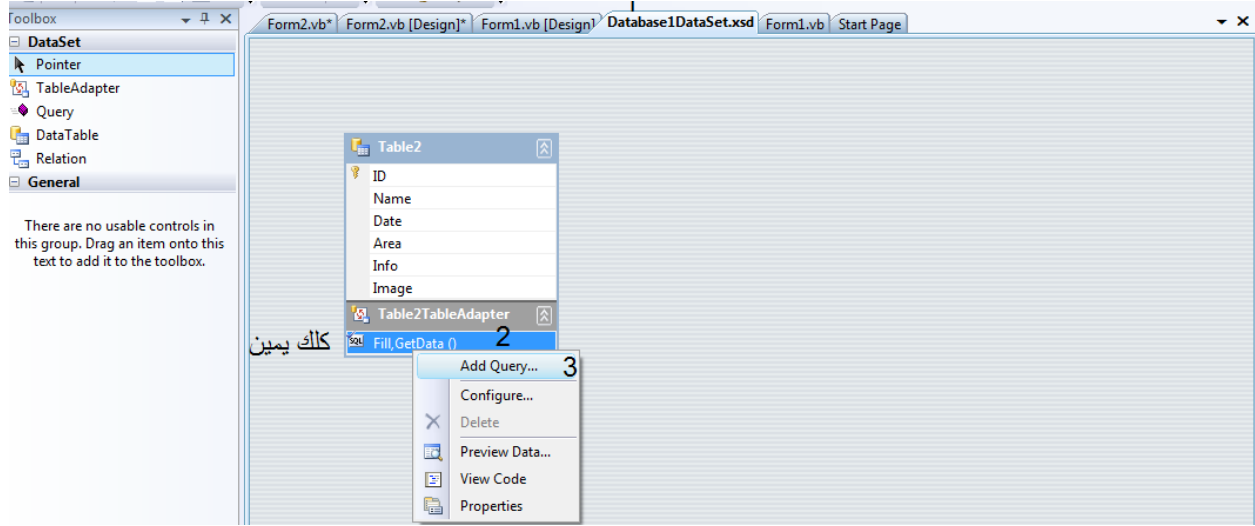 Toolbox
Form2.vb* Form2.vb [Design]* Form1.vb [Design] Database1DataSet.xsd Form1.vb Start Page
DataSet
Pointer
TableAdapter
Query
DataTable
Relation
General
There are no usable controls in
this group. Drag an item onto this
text to add it to the toolbox.
Table2
ID
Name
Date
Area
Info
Image
Table2TableAdapter
كلك يمين
Fill,GetData () 2
Add Query... 3
Configure...
Delete
Preview Data...
View Code
Properties